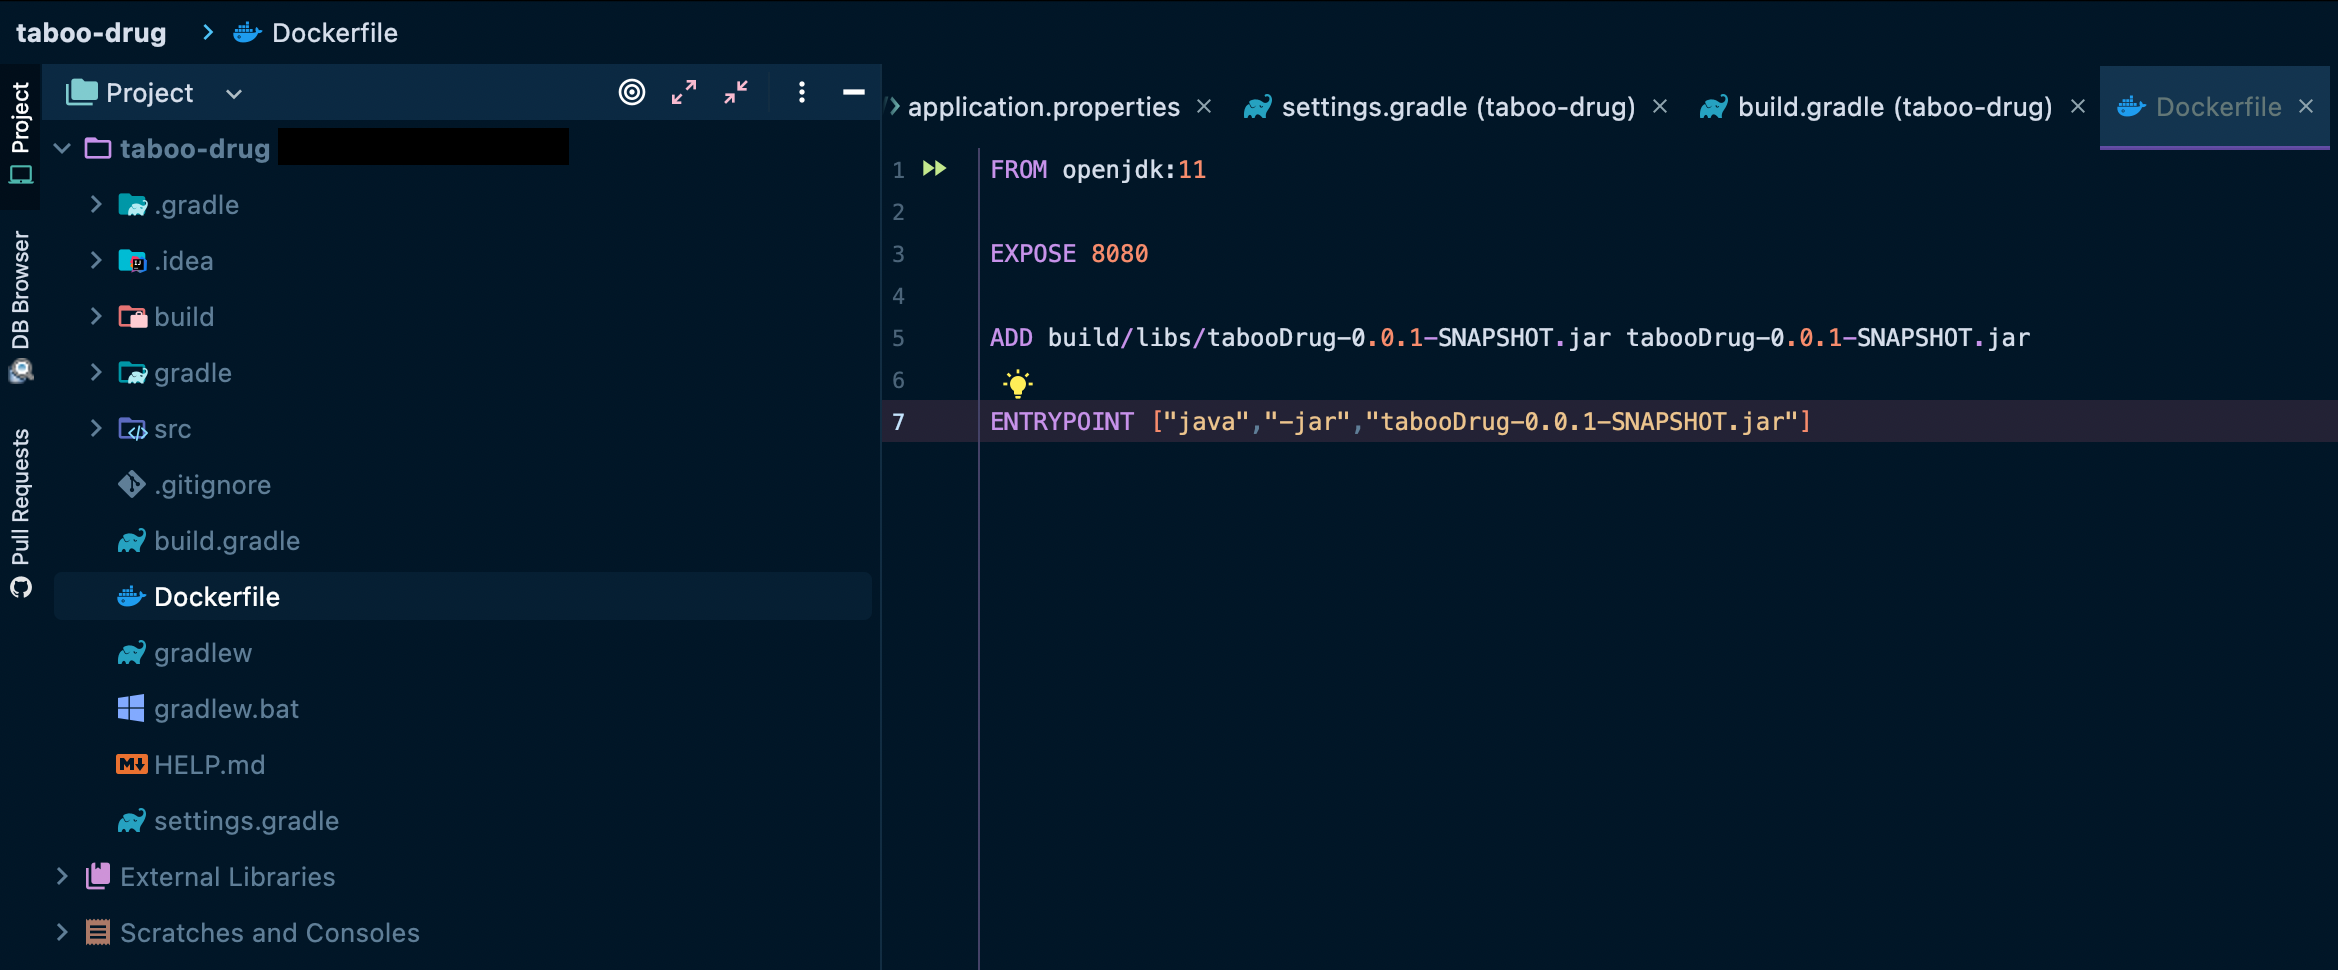 taboo-drug > Dockerfile
Project
DB Browser
Pull Requests
Project
taboo-drug
.gradle
.idea
build
gradle
src
.gitignore
build.gradle
Dockerfile
gradlew
gradlew.bat
HELP.md
settings.gradle
External Libraries
Scratches and Consoles
application.properties × settings.gradle (taboo-drug) × build.gradle (taboo-drug) × Dockerfile ×
1 FROM openjdk:11
2
3 EXPOSE 8080
4
5 ADD build/libs/tabooDrug-0.0.1-SNAPSHOT.jar tabooDrug-0.0.1-SNAPSHOT.jar
6
7 ENTRYPOINT ["java","-jar","tabooDrug-0.0.1-SNAPSHOT.jar"]